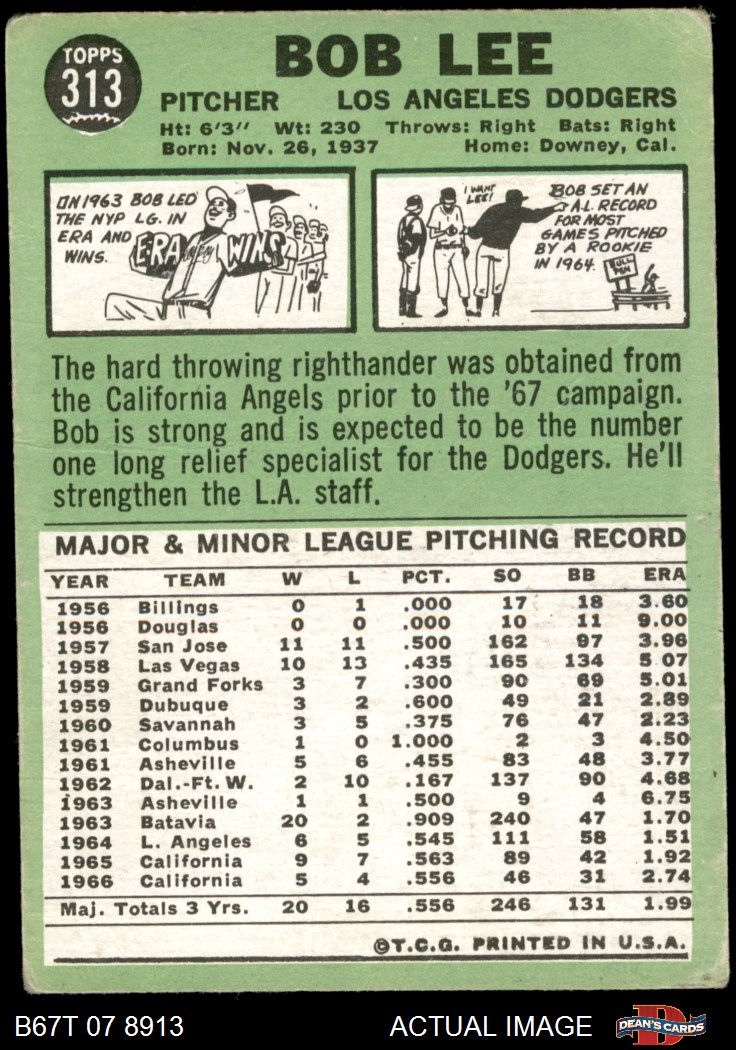 TOPPS
313
BOB LEE
PITCHER LOS ANGELES DODGERS
Ht: 6'3" Wt: 230 Throws: Right Bats: Right
Born: Nov. 26, 1937 Home: Downey, Cal.
IN 1963 BOB LED
THE NYP LG. IN
ERA AND
WINS.
ERA
WINS
I WANT
LEE!
BOB SET AN
A.L. RECORD
FOR MOST
GAMES PITCHED
BY A ROOKIE
IN 1964.
BULL
PEN
The hard throwing righthander was obtained from
the California Angels prior to the '67 campaign.
Bob is strong and is expected to be the number
one long relief specialist for the Dodgers. He'll
strengthen the L.A. staff.
MAJOR & MINOR LEAGUE PITCHING RECORD
YEAR TEAM W L PCT. SO BB ERA
1956 Billings 0 1 .000 17 18 3.60
1956 Douglas 0 0 .000 10 11 9.00
1957 San Jose 11 11 .500 162 97 3.96
1958 Las Vegas 10 13 .435 165 134 5.07
1959 Grand Forks 3 7 .300 90 69 5.01
1959 Dubuque 3 2 .600 49 21 2.89
1960 Savannah 3 5 .375 76 47 2.23
1961 Columbus 1 0 1.000 2 3 4.50
1961 Asheville 5 6 .455 83 48 3.77
1962 Dal.-Ft. W. 2 10 .167 137 90 4.68
1963 Asheville 1 1 .500 9 4 6.75
1963 Batavia 20 2 .909 240 47 1.70
1964 L. Angeles 6 5 .545 111 58 1.51
1965 California 9 7 .563 89 42 1.92
1966 California 5 4 .556 46 31 2.74
Maj. Totals 3 Yrs. 20 16 .556 246 131 1.99
©T.C.G. PRINTED IN U.S.A.
B67T 07 8913 ACTUAL IMAGE
D
DEAN'S CARDS